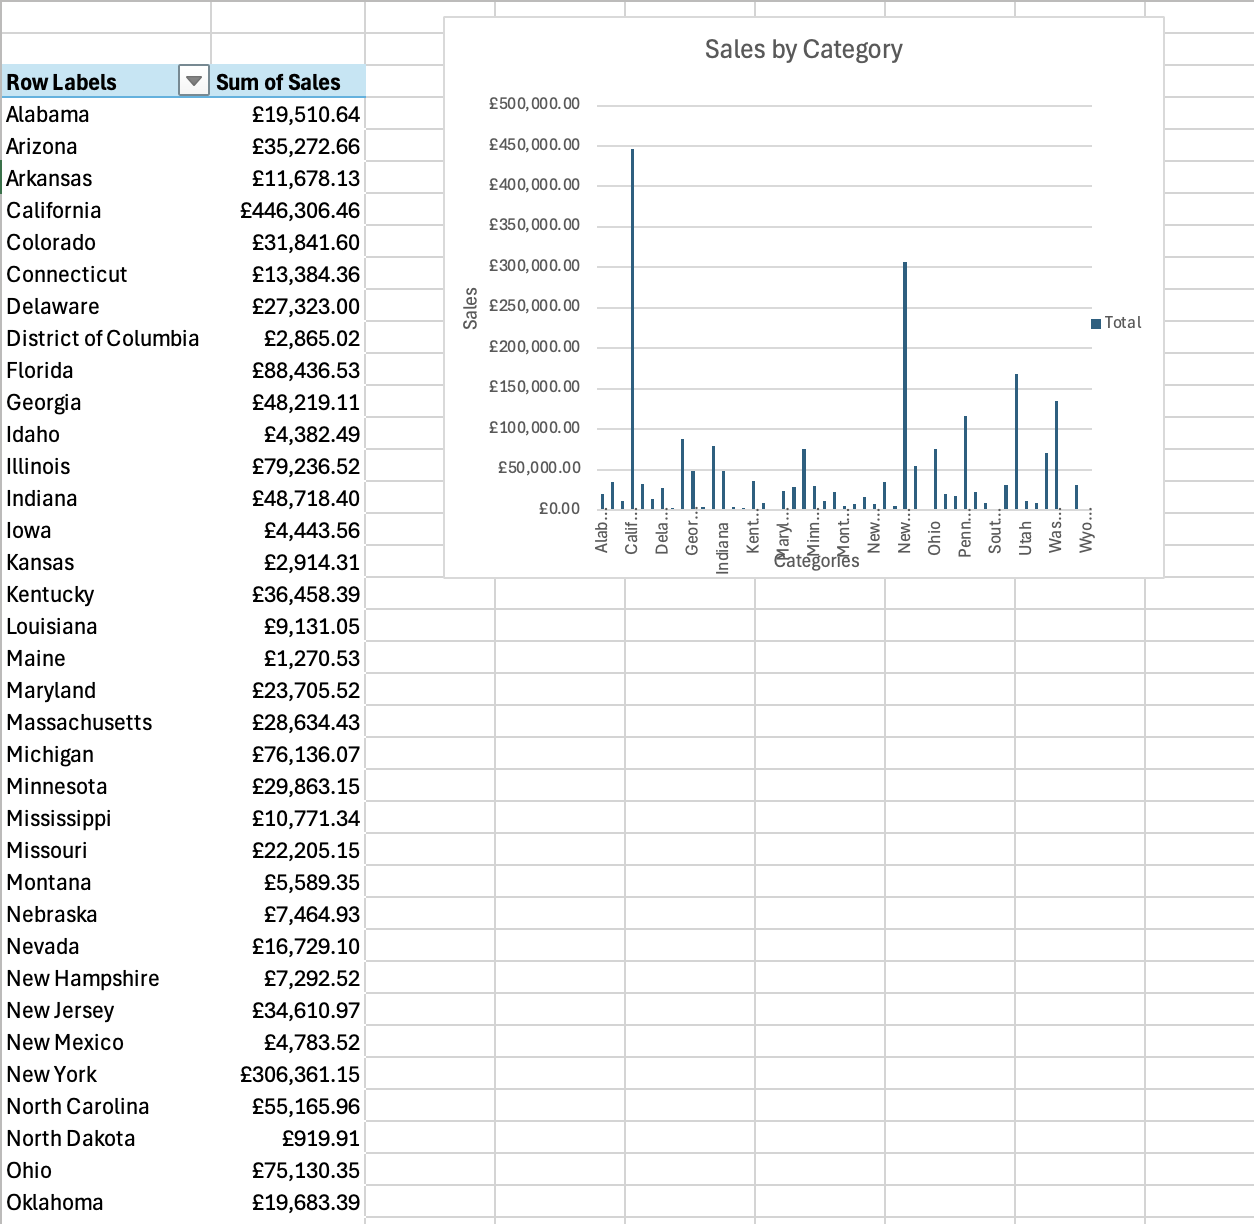 Row Labels Sum of Sales
Alabama £19,510.64
Arizona £35,272.66
Arkansas £11,678.13
California £446,306.46
Colorado £31,841.60
Connecticut £13,384.36
Delaware £27,323.00
District of Columbia £2,865.02
Florida £88,436.53
Georgia £48,219.11
Idaho £4,382.49
Illinois £79,236.52
Indiana £48,718.40
Iowa £4,443.56
Kansas £2,914.31
Kentucky £36,458.39
Louisiana £9,131.05
Maine £1,270.53
Maryland £23,705.52
Massachusetts £28,634.43
Michigan £76,136.07
Minnesota £29,863.15
Mississippi £10,771.34
Missouri £22,205.15
Montana £5,589.35
Nebraska £7,464.93
Nevada £16,729.10
New Hampshire £7,292.52
New Jersey £34,610.97
New Mexico £4,783.52
New York £306,361.15
North Carolina £55,165.96
North Dakota £919.91
Ohio £75,130.35
Oklahoma £19,683.39
Sales by Category
£500,000.00
£450,000.00
£400,000.00
£350,000.00
£300,000.00
£250,000.00
£200,000.00
£150,000.00
£100,000.00
£50,000.00
£0.00
Sales
Total
Alab...
Calif...
Dela...
Geor...
Indiana
Kent...
Maryl...
Minn...
Mont...
New...
New...
Ohio
Penn...
Sout...
Utah
Was...
Wyo...
Categories